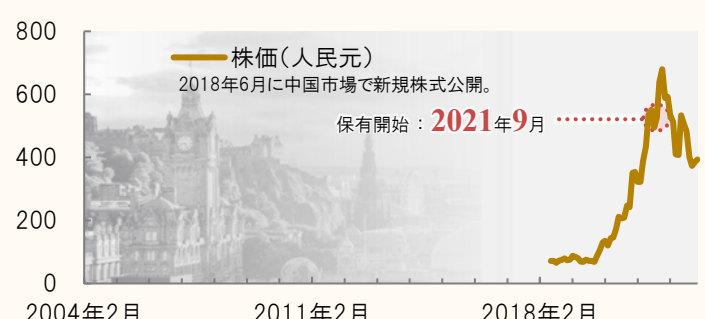 800
株価（人民元）
2018年6月に中国市場で新規株式公開。
600
保有開始：2021年9月
400
200
0
2004年2月 2011年2月 2018年2月